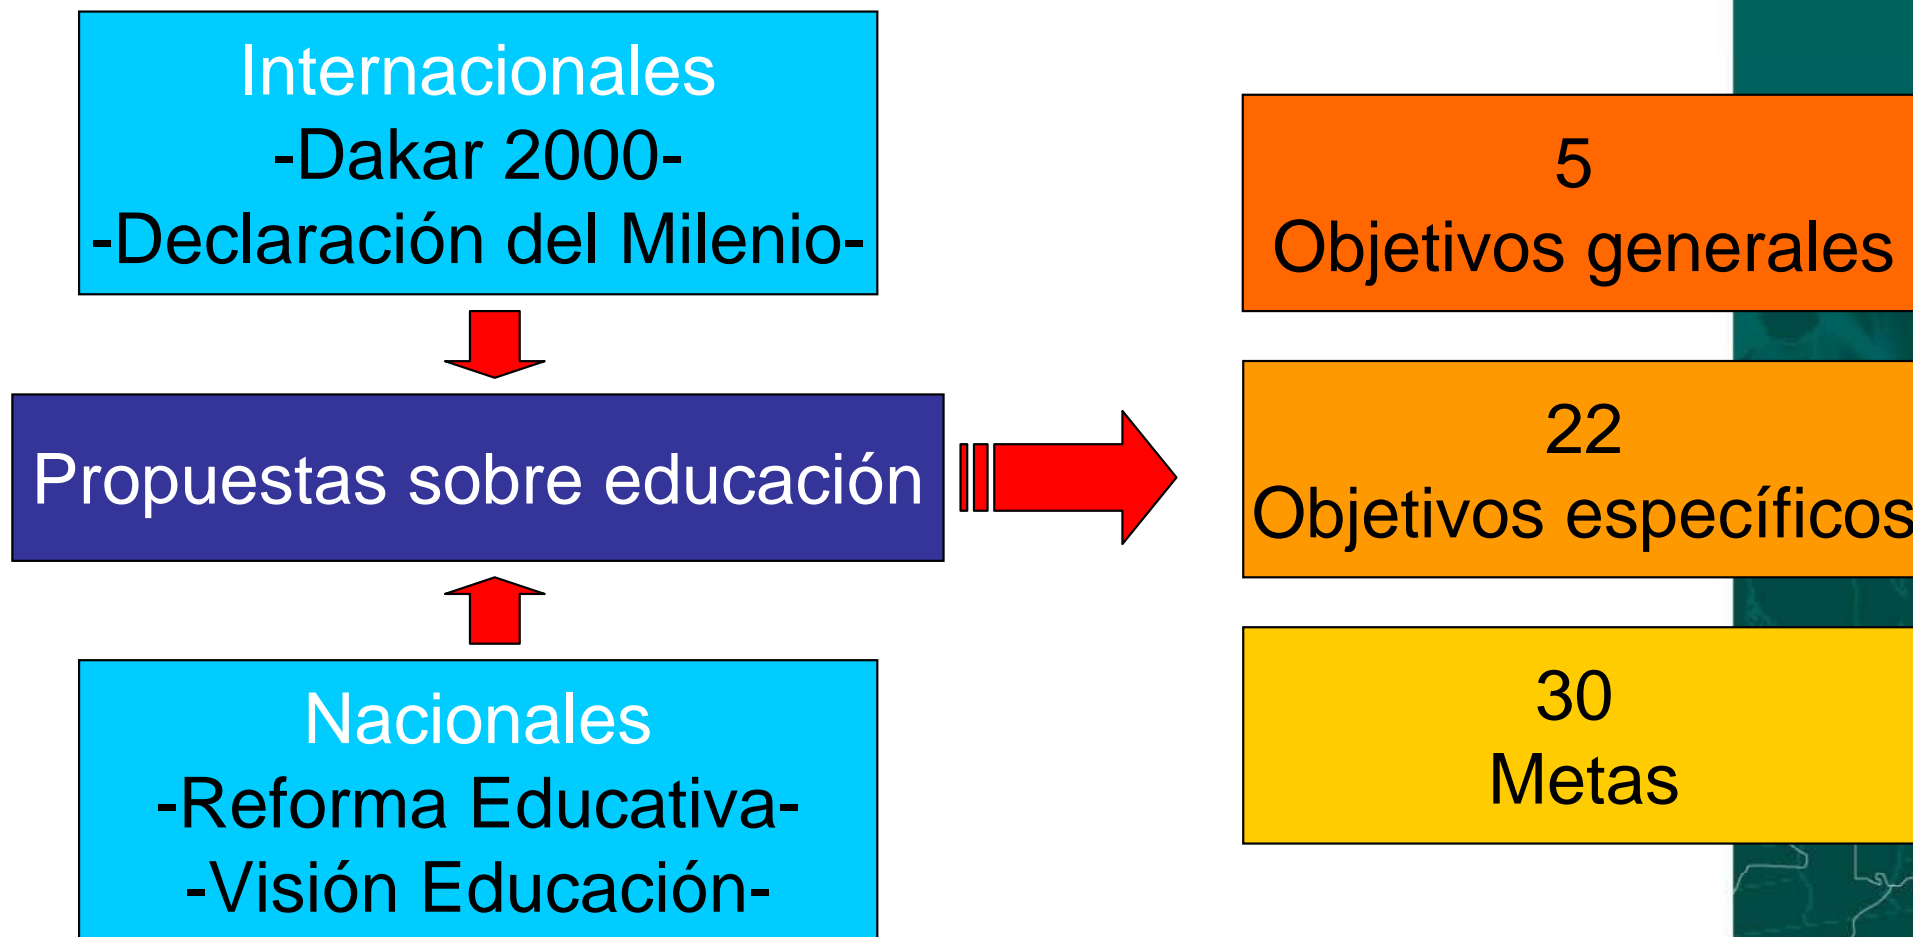 Internacionales
-Dakar 2000-
-Declaración del Milenio-
Propuestas sobre educación
Nacionales
-Reforma Educativa-
-Visión Educación-
5
Objetivos generales
22
Objetivos específicos
30
Metas